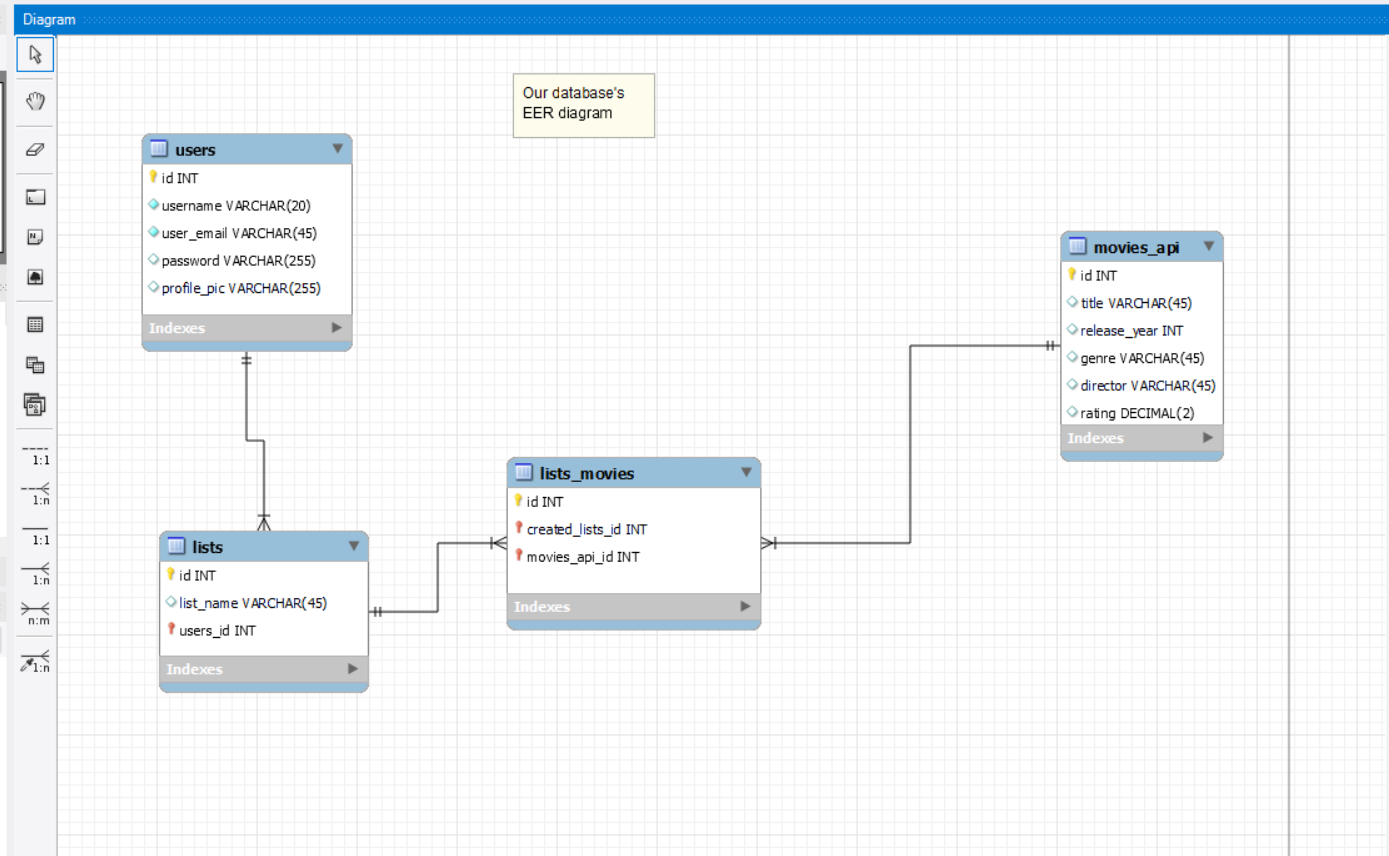 Diagram
Our database's
EER diagram
users
id INT
username VARCHAR(20)
user_email VARCHAR(45)
password VARCHAR(255)
profile_pic VARCHAR(255)
Indexes
movies_api
id INT
title VARCHAR(45)
release_year INT
genre VARCHAR(45)
director VARCHAR(45)
rating DECIMAL(2)
Indexes
lists_movies
id INT
created_lists_id INT
movies_api_id INT
Indexes
lists
id INT
list_name VARCHAR(45)
users_id INT
Indexes
1:1
1:n
1:1
1:n
n:m
1:n